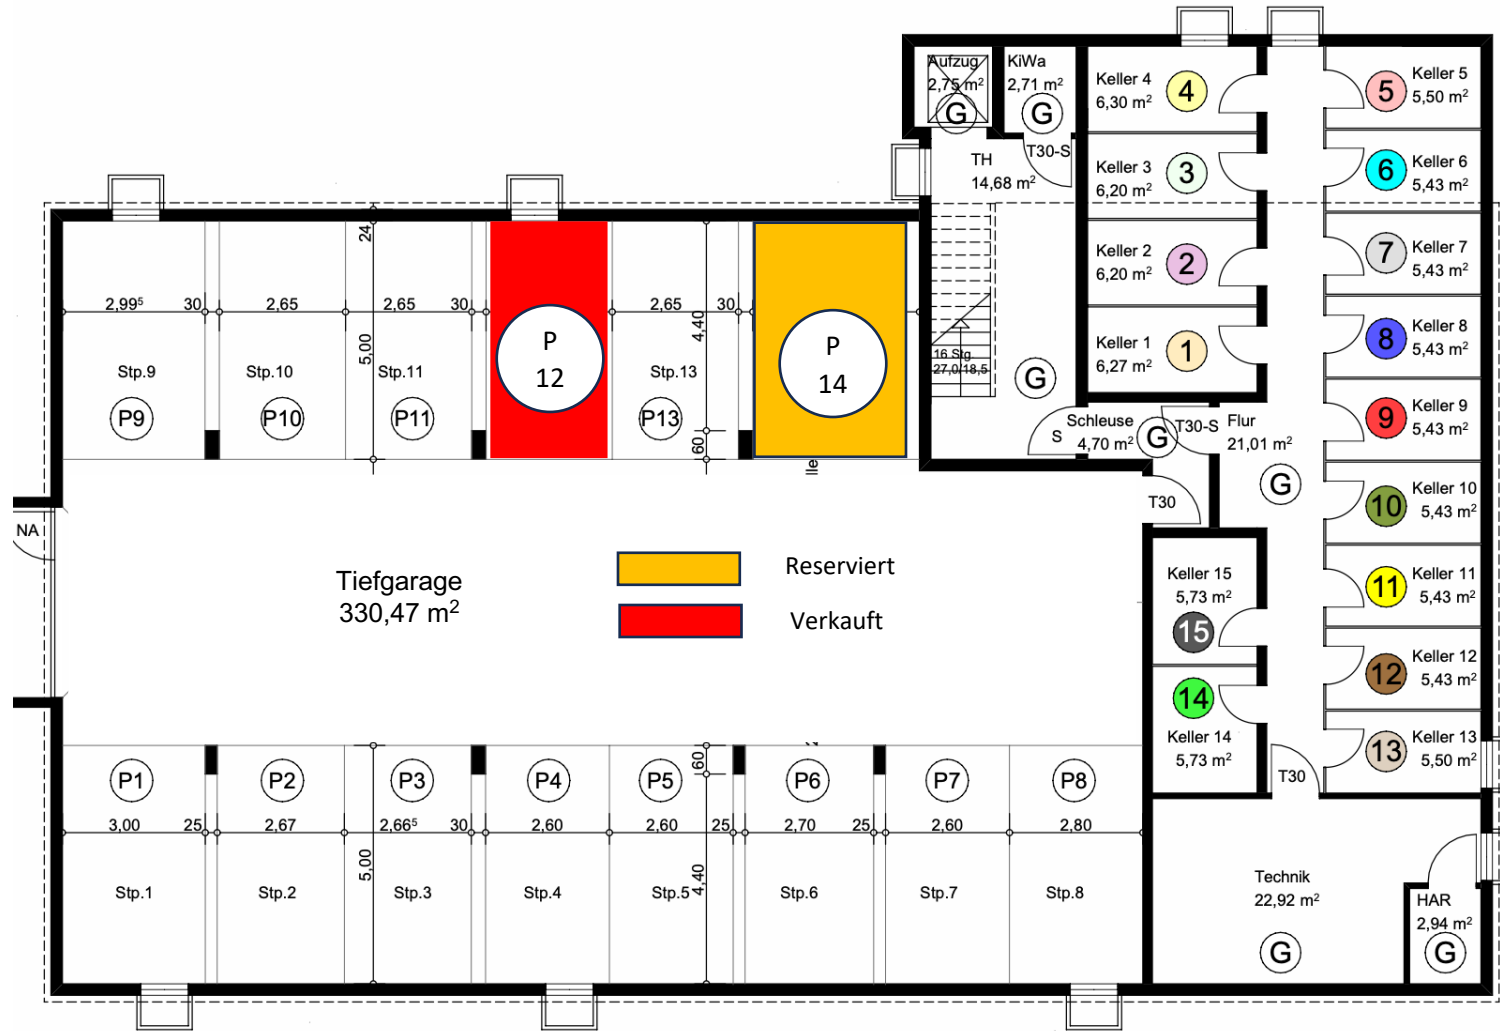 Aufzug
2,75 m²
G
KiWa
2,71 m²
G
T30-S
TH
14,68 m²
16 Stg.
27,0/18,5
G
Keller 4
6,30 m²
4
Keller 3
6,20 m²
3
Keller 2
6,20 m²
2
Keller 1
6,27 m²
1
5
Keller 5
5,50 m²
6
Keller 6
5,43 m²
7
Keller 7
5,43 m²
8
Keller 8
5,43 m²
9
Keller 9
5,43 m²
10
Keller 10
5,43 m²
11
Keller 11
5,43 m²
12
Keller 12
5,43 m²
13
Keller 13
5,50 m²
S
Schleuse
4,70 m²
G
T30-S
Flur
21,01 m²
G
T30
Keller 15
5,73 m²
15
14
Keller 14
5,73 m²
T30
Technik
22,92 m²
G
HAR
2,94 m²
G
24
2,99⁵
30
2,65
2,65
30
2,65
30
5,00
4,40
60
Stp.9
Stp.10
Stp.11
Stp.13
P9
P10
P11
P
12
P13
P
14
NA
Tiefgarage
330,47 m²
Reserviert
Verkauft
60
P1
P2
P3
P4
P5
P6
P7
P8
3,00
25
2,67
2,66⁵
30
2,60
2,60
25
2,70
25
2,60
2,80
5,00
4,40
Stp.1
Stp.2
Stp.3
Stp.4
Stp.5
Stp.6
Stp.7
Stp.8